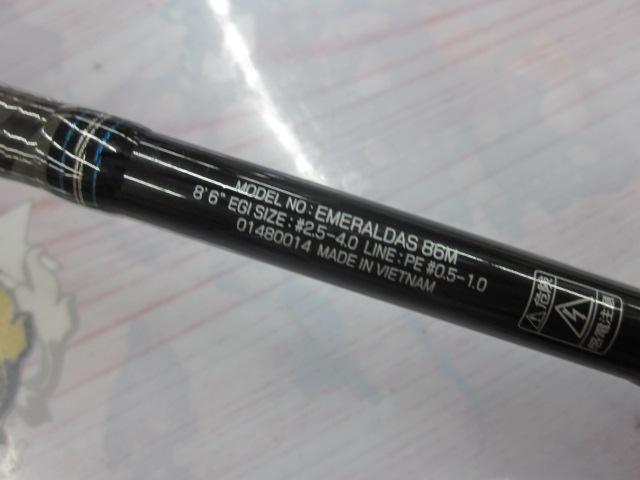 MODEL NO : EMERALDAS 86M
8'6" EGI SIZE : #2.5-4.0 LINE : PE #0.5-1.0
01480014 MADE IN VIETNAM
危険
感電注意